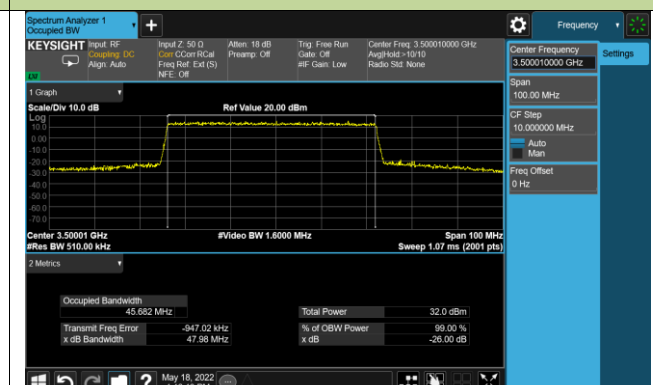 Spectrum Analyzer 1
Occupied BW
+
Frequency
KEYSIGHT
Input: RF
Coupling: DC
Align: Auto
Input Z: 50 Ω
Corr CCorr RCal
Freq Ref: Ext (S)
NFE: Off
Atten: 18 dB
Preamp: Off
Trig: Free Run
Gate: Off
#IF Gain: Low
Center Freq: 3.500010000 GHz
Avg|Hold:>10/10
Radio Std: None
LW
1 Graph
Scale/Div 10.0 dB
Ref Value 20.00 dBm
Log
10.0
0.00
-10.0
-20.0
-30.0
-40.0
-50.0
-60.0
-70.0
Center 3.50001 GHz
#Video BW 1.6000 MHz
Span 100 MHz
#Res BW 510.00 kHz
Sweep 1.07 ms (2001 pts)
2 Metrics
Occupied Bandwidth
45.682 MHz
Total Power
32.0 dBm
Transmit Freq Error
-947.02 kHz
% of OBW Power
99.00 %
x dB Bandwidth
47.98 MHz
x dB
-26.00 dB
?
May 18, 2022
Center Frequency
3.500010000 GHz
Settings
Span
100.00 MHz
CF Step
10.000000 MHz
Auto
Man
Freq Offset
0 Hz